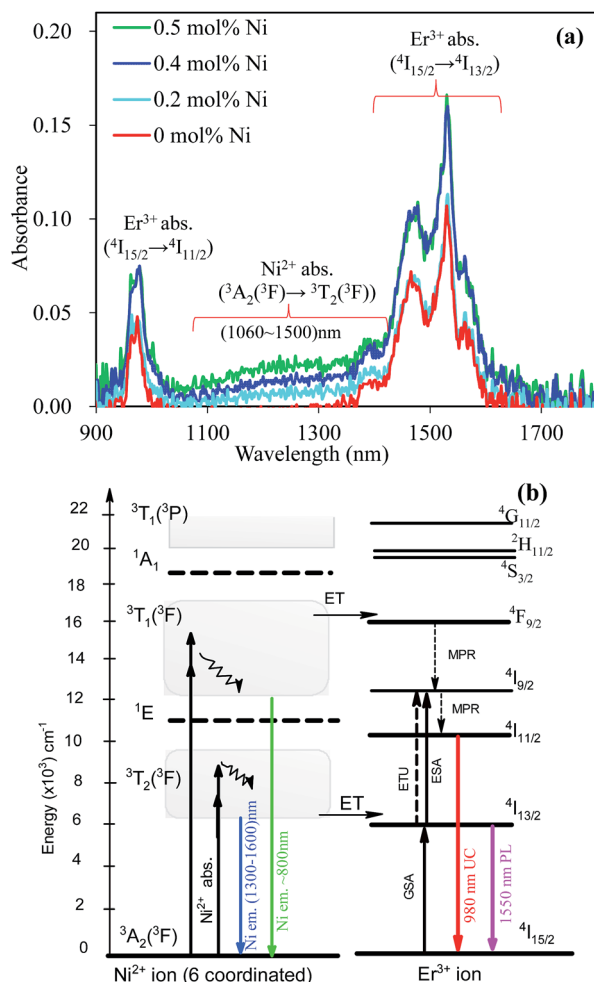 (a)
0.5 mol% Ni
0.4 mol% Ni
0.2 mol% Ni
0 mol% Ni
Er³⁺ abs.
(⁴I₁₅/₂→⁴I₁₃/₂)
Er³⁺ abs.
(⁴I₁₅/₂→⁴I₁₁/₂)
Ni²⁺ abs.
(³A₂(³F)→³T₂(³F))
(1060~1500)nm
Absorbance
0.20
0.15
0.10
0.05
0.00
900 1100 1300 1500 1700
Wavelength (nm)
(b)
Energy (x10³) cm⁻¹
22
20
18
16
14
12
10
8
6
4
2
0
³T₁(³P)
¹A₁
³T₁(³F)
¹E
³T₂(³F)
³A₂(³F)
Ni²⁺ abs.
Ni em. (1300-1600)nm
Ni em. ~800nm
ET
ET
⁴G₁₁/₂
²H₁₁/₂
⁴S₃/₂
⁴F₉/₂
MPR
⁴I₉/₂
MPR
⁴I₁₁/₂
ETU
ESA
⁴I₁₃/₂
GSA
980 nm UC
1550 nm PL
⁴I₁₅/₂
Ni²⁺ ion (6 coordinated)
Er³⁺ ion